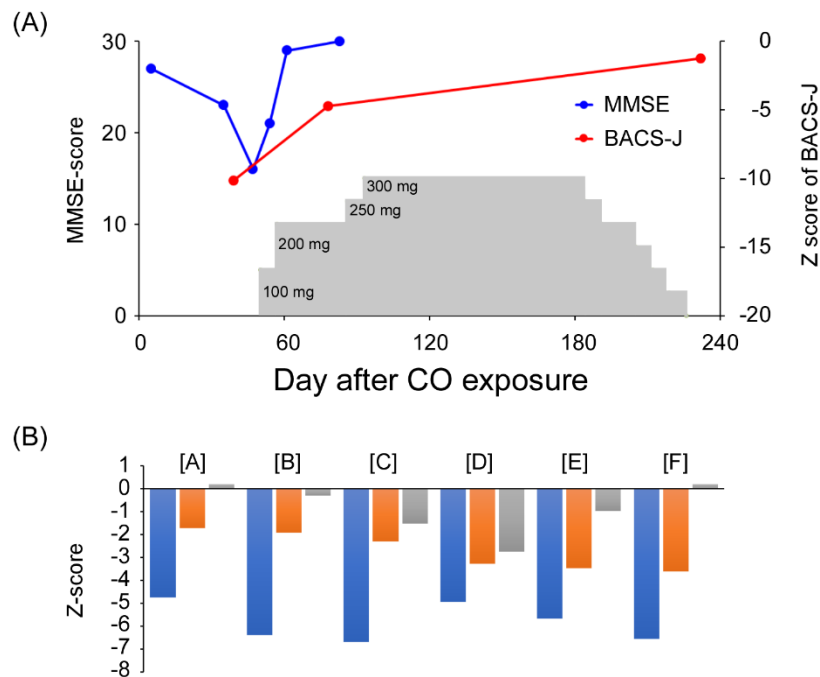 (A)
30
20
10
0
MMSE-score
0
-5
-10
-15
-20
Z score of BACS-J
MMSE
BACS-J
300 mg
250 mg
200 mg
100 mg
0 60 120 180 240
Day after CO exposure
(B)
[A] [B] [C] [D] [E] [F]
1
0
-1
-2
-3
-4
-5
-6
-7
-8
Z-score